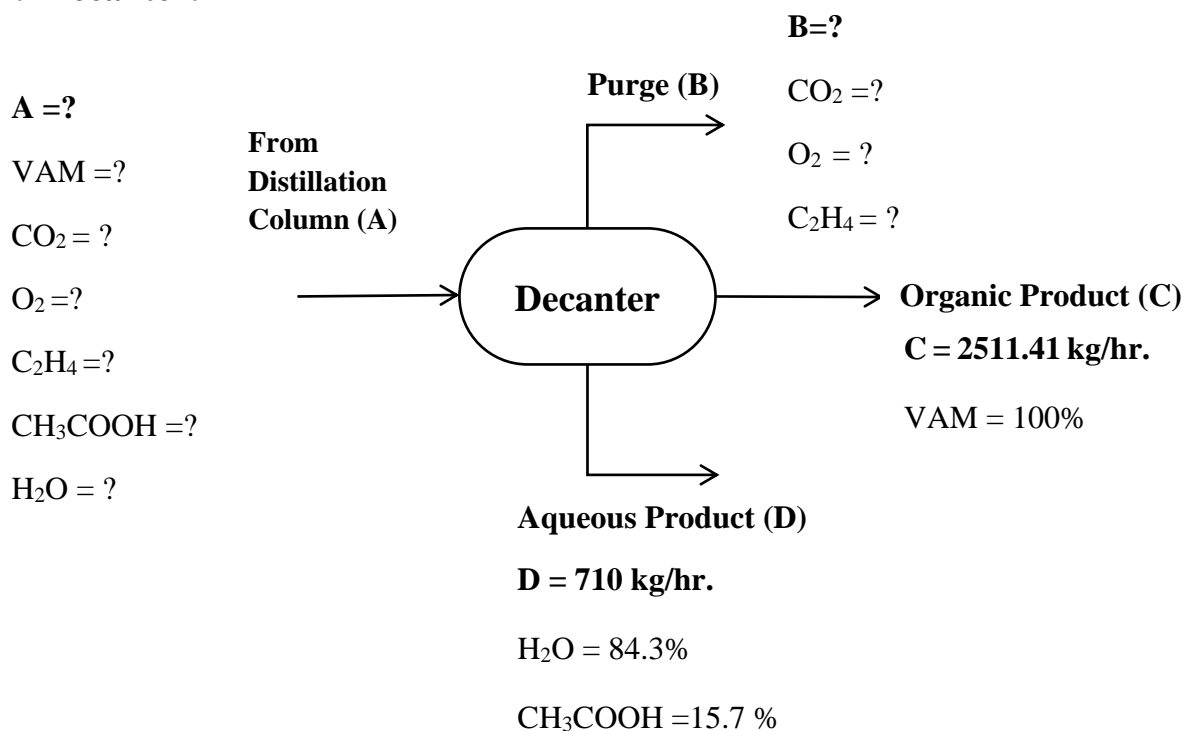 B=?
Purge (B)
CO₂ =?
O₂ = ?
C₂H₄ = ?
A =?
VAM =?
CO₂ = ?
O₂ =?
C₂H₄ =?
CH₃COOH =?
H₂O = ?
From
Distillation
Column (A)
Decanter
Organic Product (C)
C = 2511.41 kg/hr.
VAM = 100%
Aqueous Product (D)
D = 710 kg/hr.
H₂O = 84.3%
CH₃COOH =15.7 %